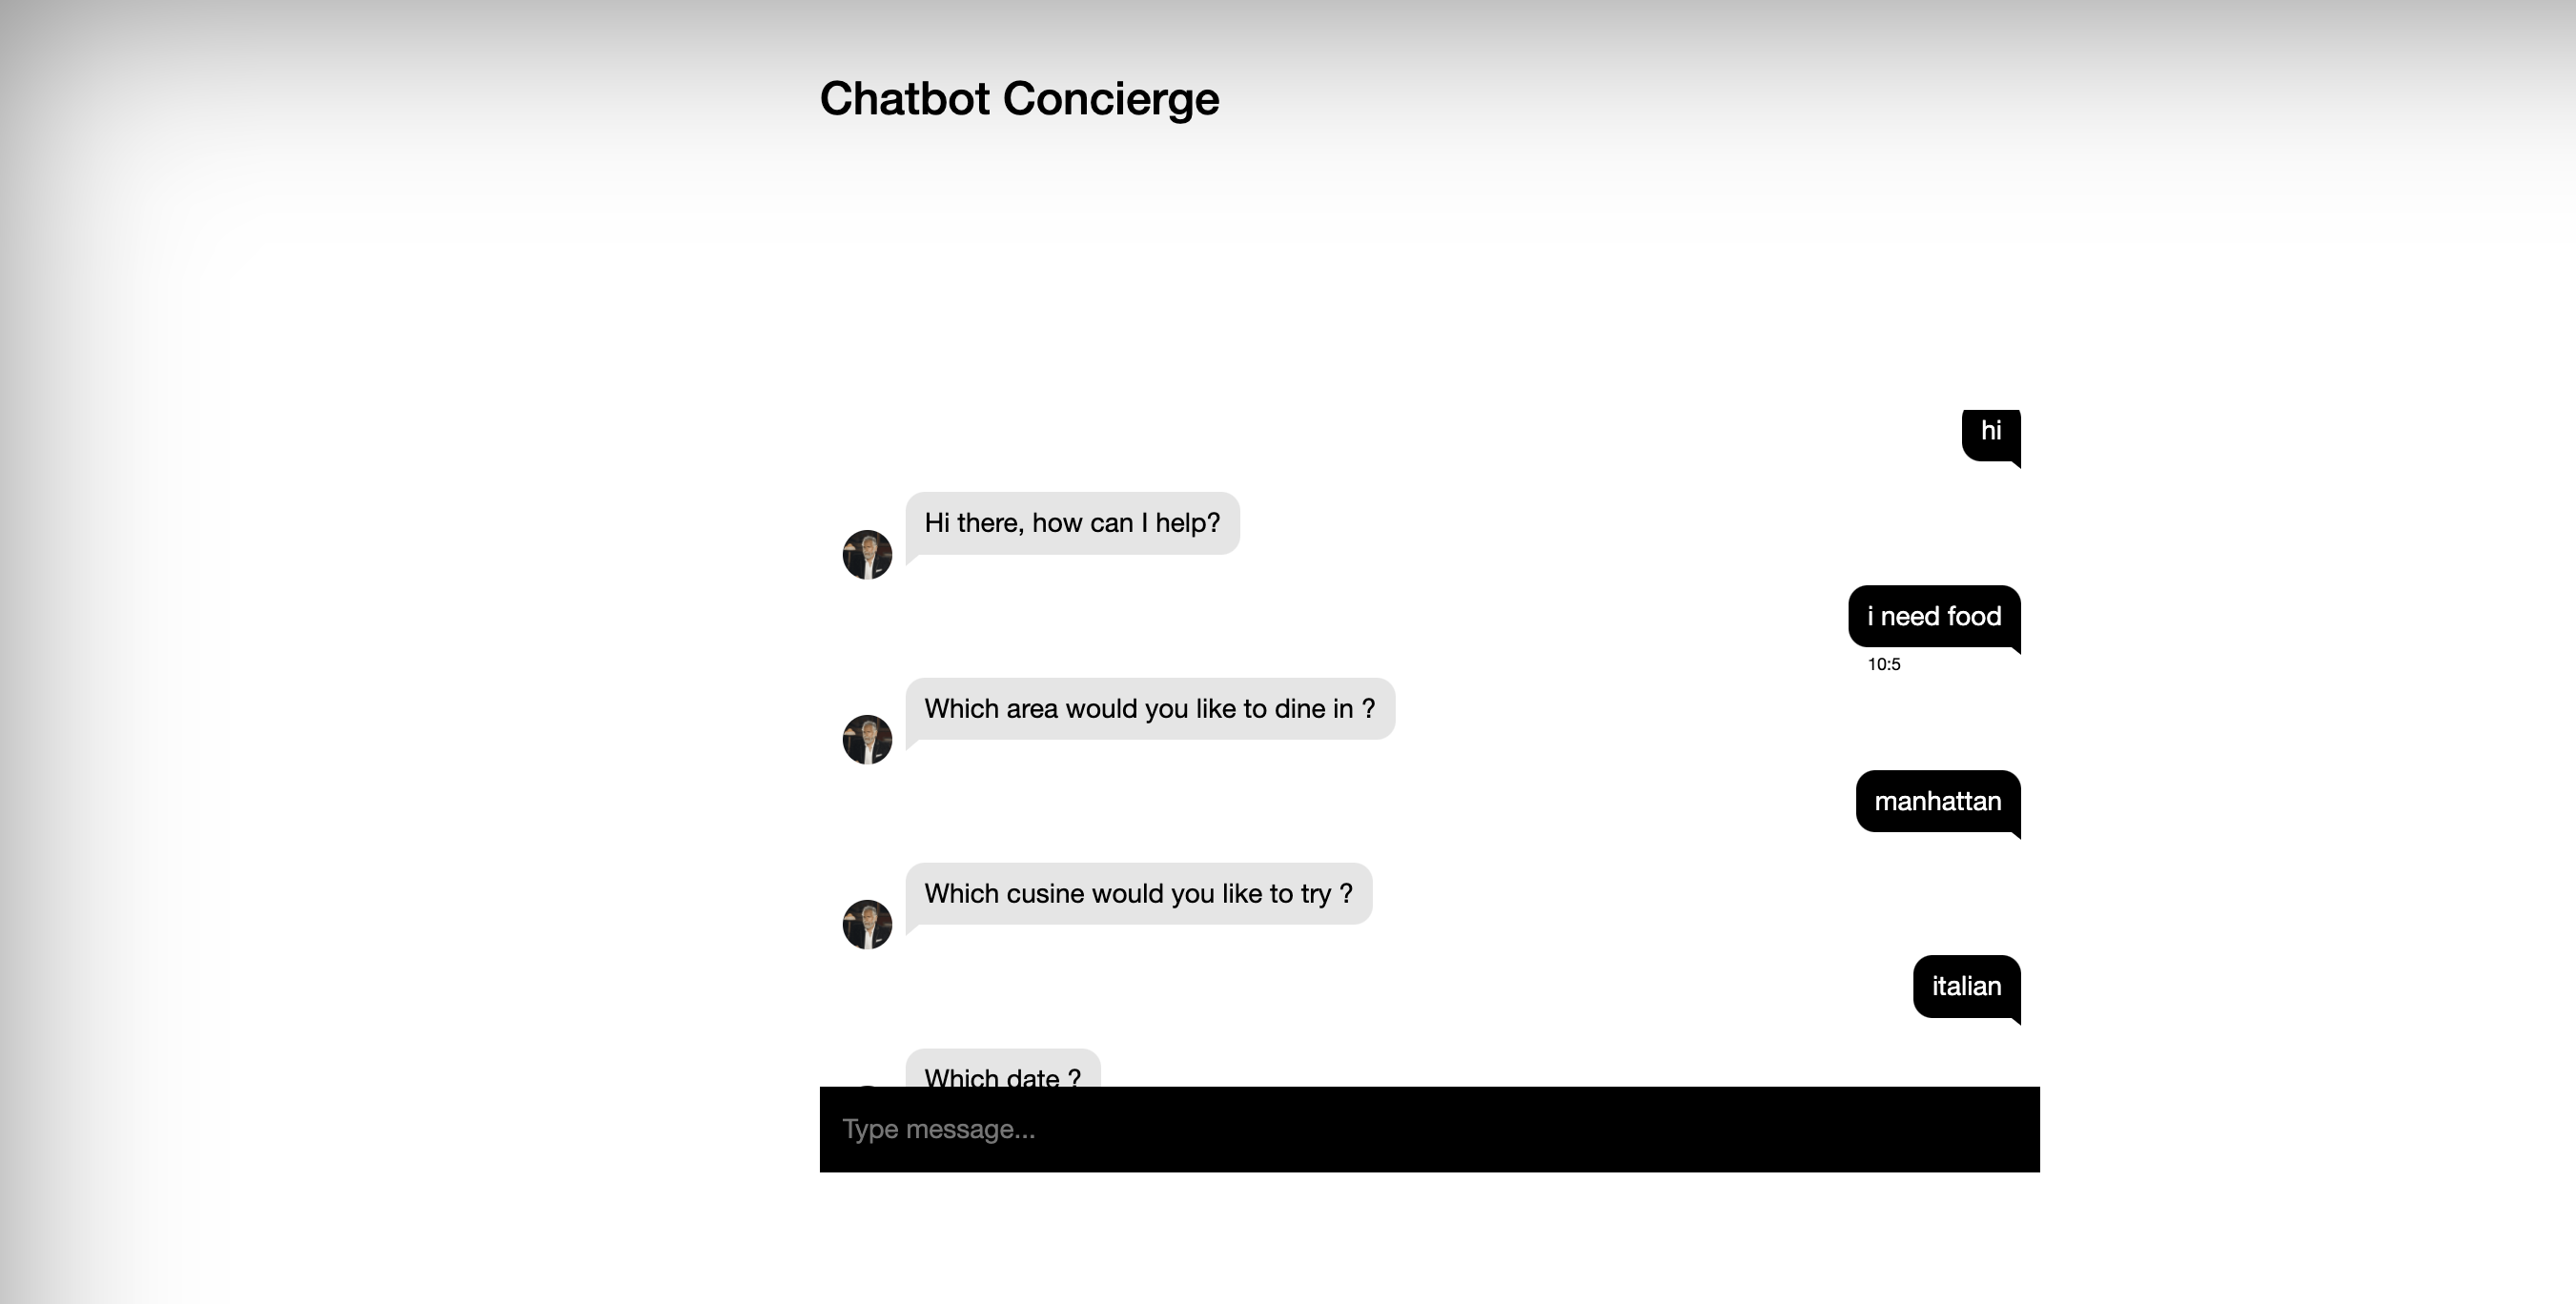 Chatbot Concierge
hi
Hi there, how can I help?
i need food
10:5
Which area would you like to dine in ?
manhattan
Which cusine would you like to try ?
italian
Which date ?
Type message...